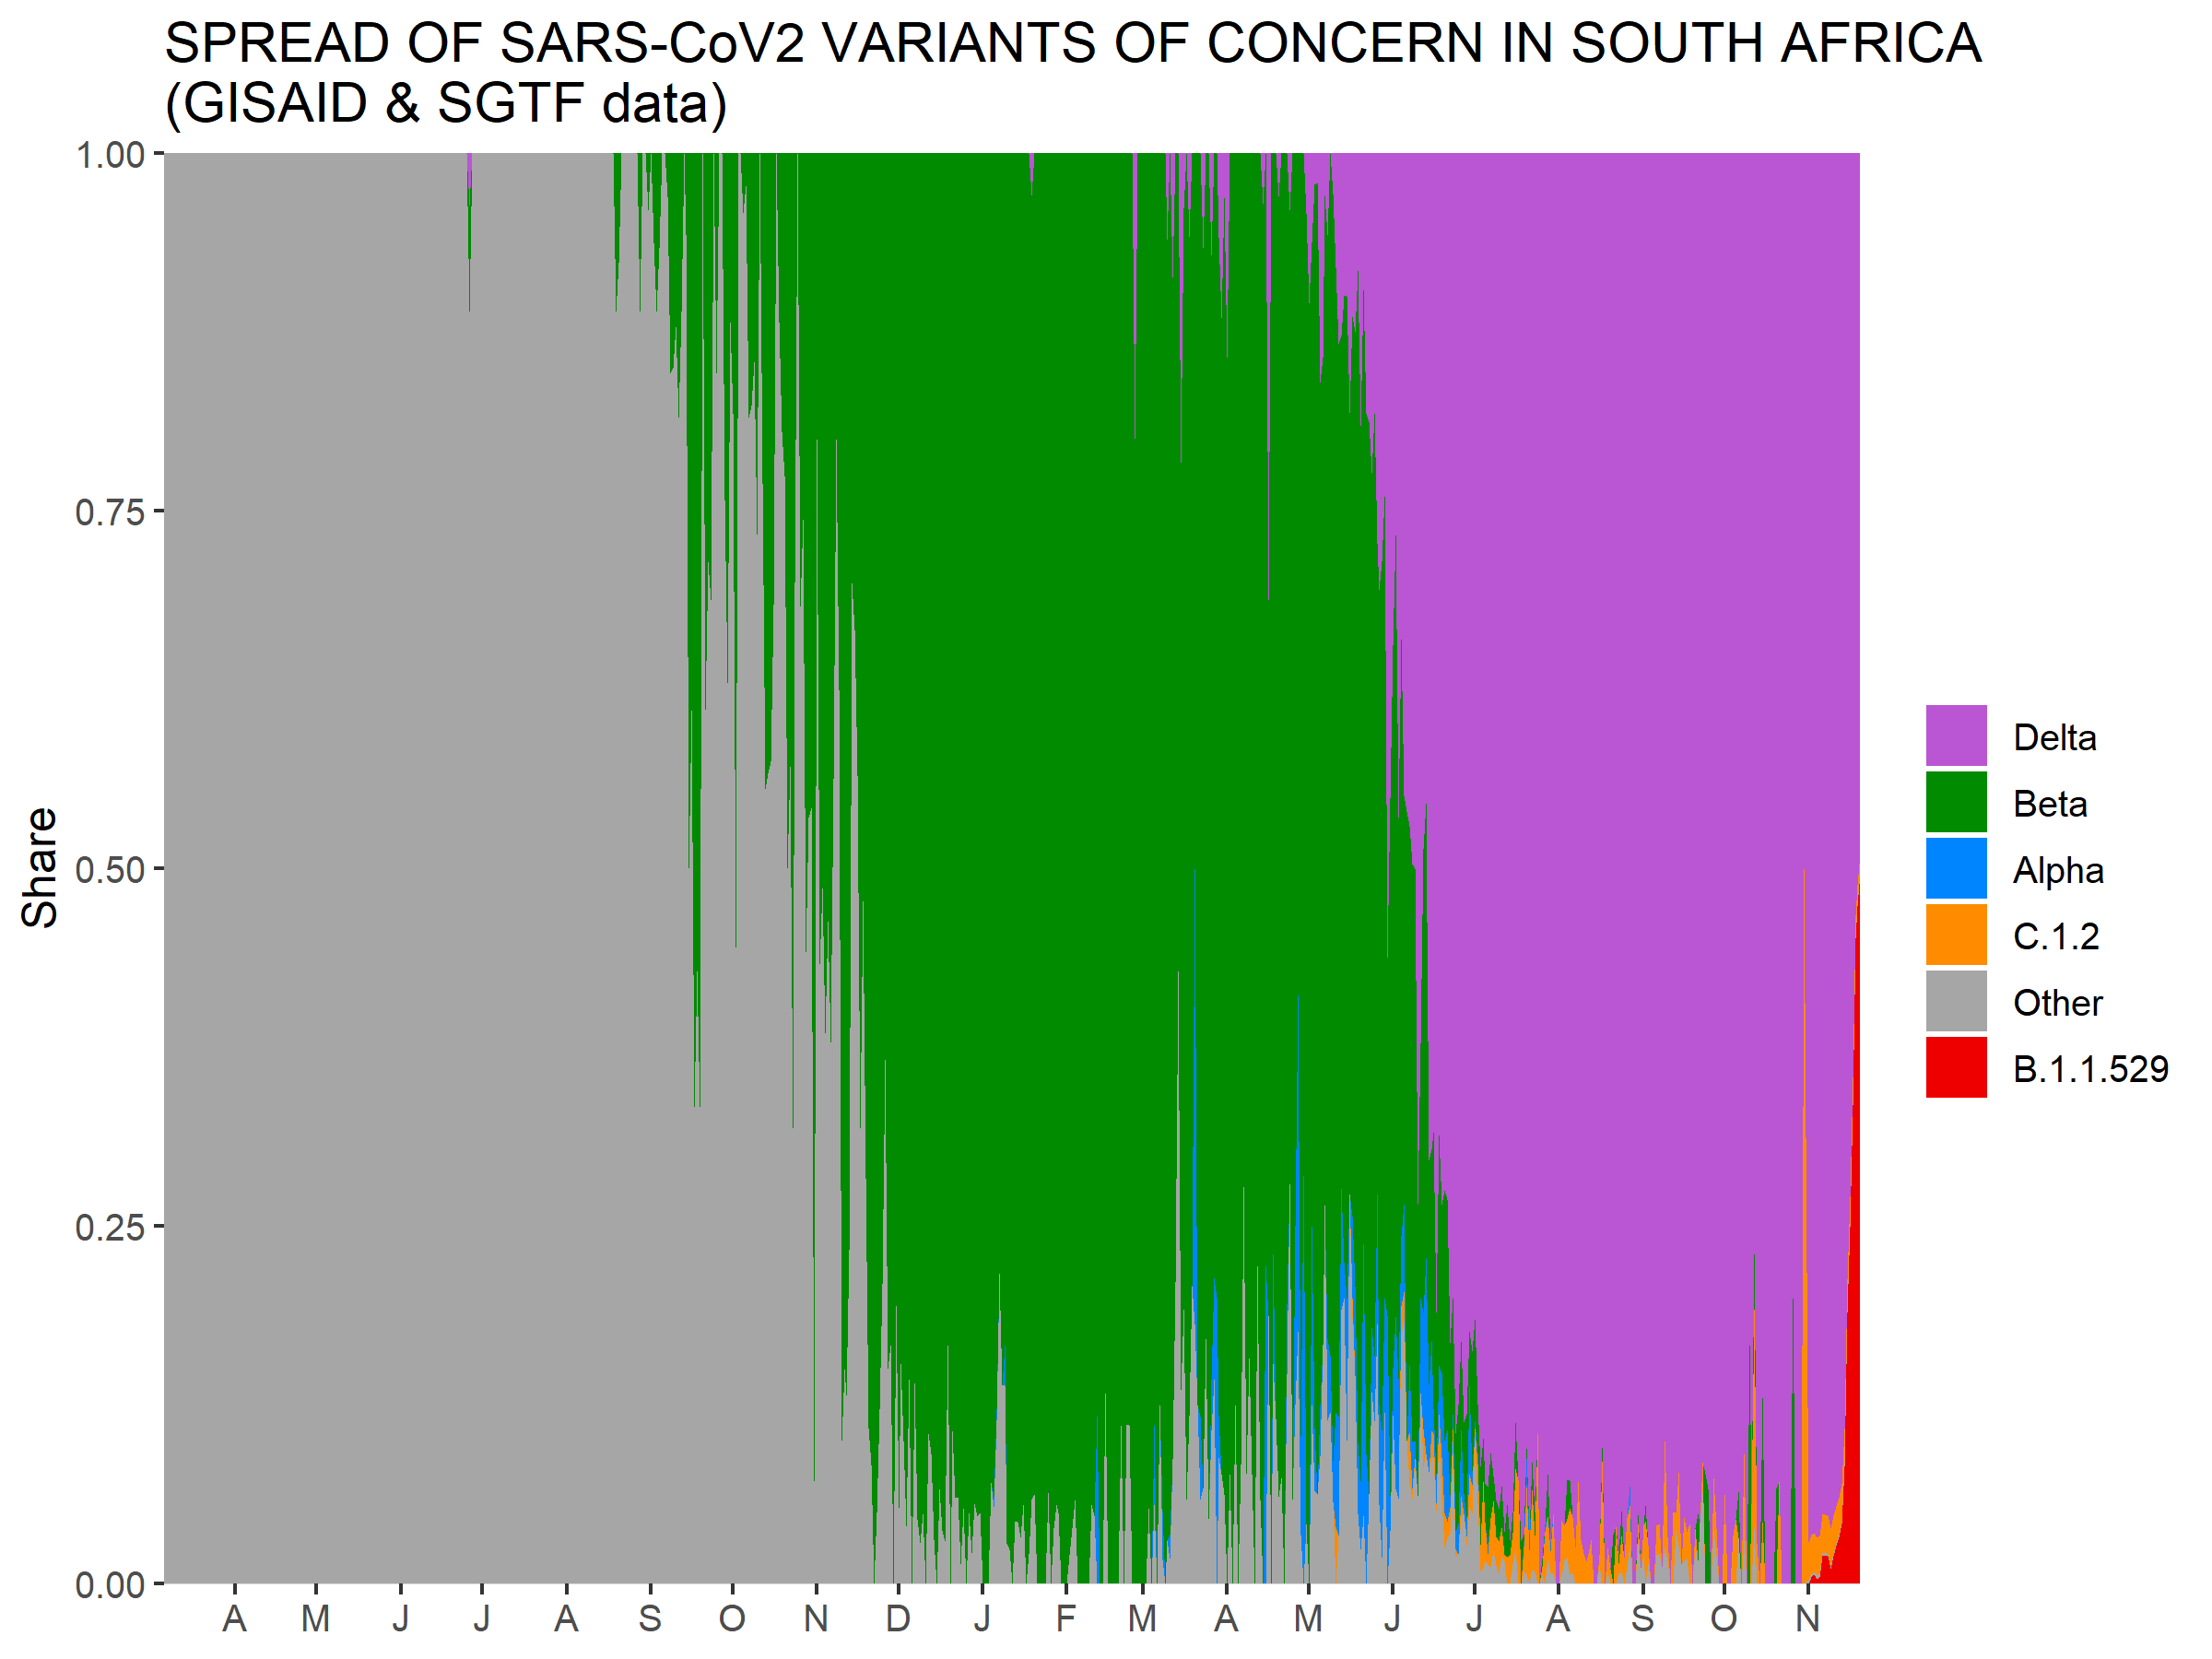 SPREAD OF SARS-CoV2 VARIANTS OF CONCERN IN SOUTH AFRICA
(GISAID & SGTF data)
1.00
0.75
0.50
0.25
0.00
Share
A M J J A S O N D J F M A M J J A S O N
Delta
Beta
Alpha
C.1.2
Other
B.1.1.529